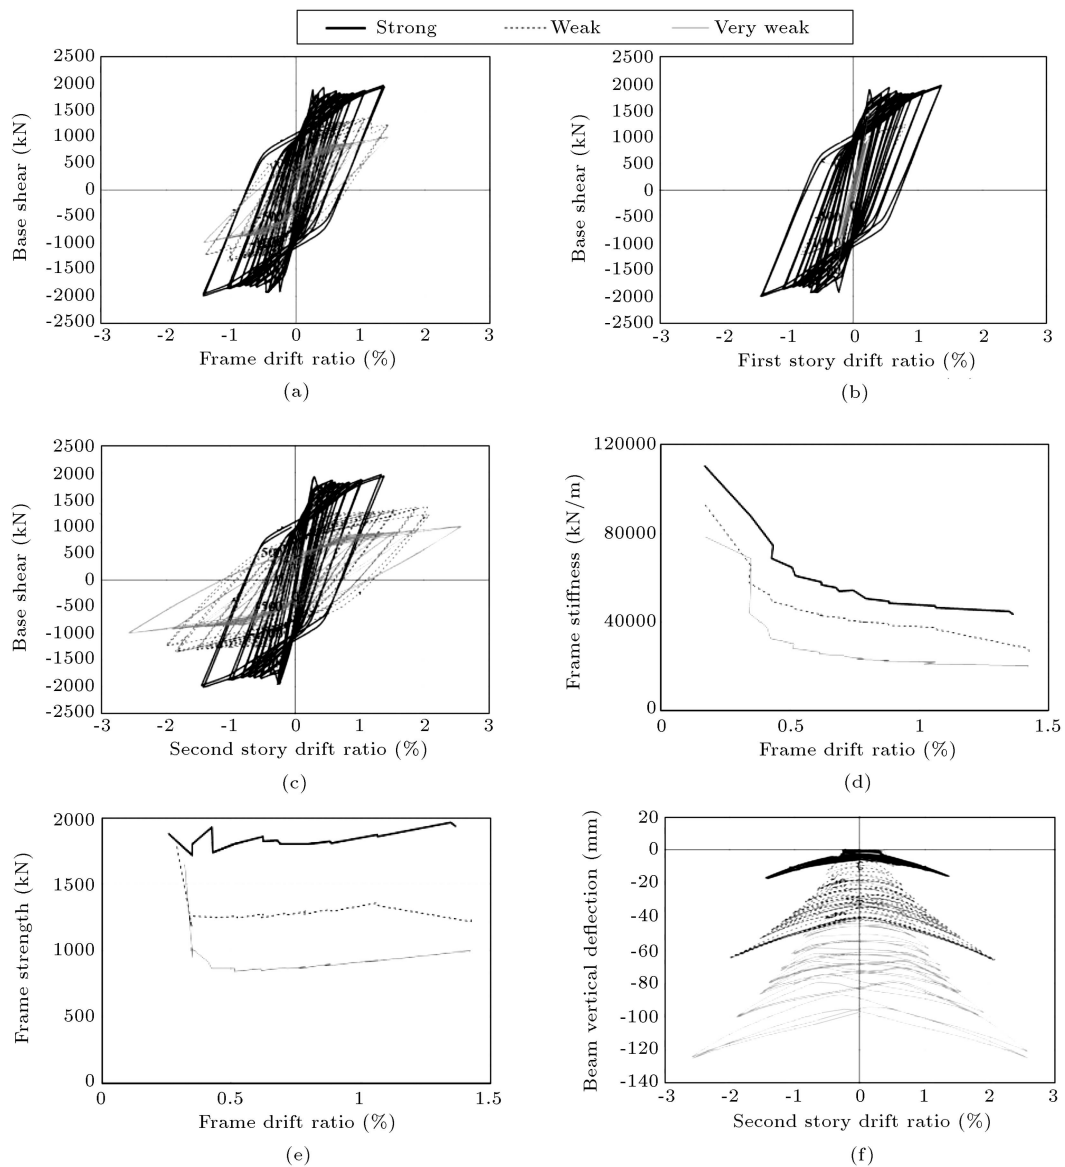 Strong Weak Very weak
2500
2000
1500
1000
500
0
-500
-1000
-1500
-2000
-2500
-3 -2 -1 0 1 2 3
Base shear (kN)
Frame drift ratio (%)
(a)
2500
2000
1500
1000
500
0
-500
-1000
-1500
-2000
-2500
-3 -2 -1 0 1 2 3
Base shear (kN)
First story drift ratio (%)
(b)
2500
2000
1500
1000
500
0
-500
-1000
-1500
-2000
-2500
-3 -2 -1 0 1 2 3
Base shear (kN)
Second story drift ratio (%)
(c)
120000
80000
40000
0
0 0.5 1 1.5
Frame stiffness (kN/m)
Frame drift ratio (%)
(d)
2000
1500
1000
500
0
0 0.5 1 1.5
Frame strength (kN)
Frame drift ratio (%)
(e)
20
0
-20
-40
-60
-80
-100
-120
-140
-3 -2 -1 0 1 2 3
Beam vertical deflection (mm)
Second story drift ratio (%)
(f)